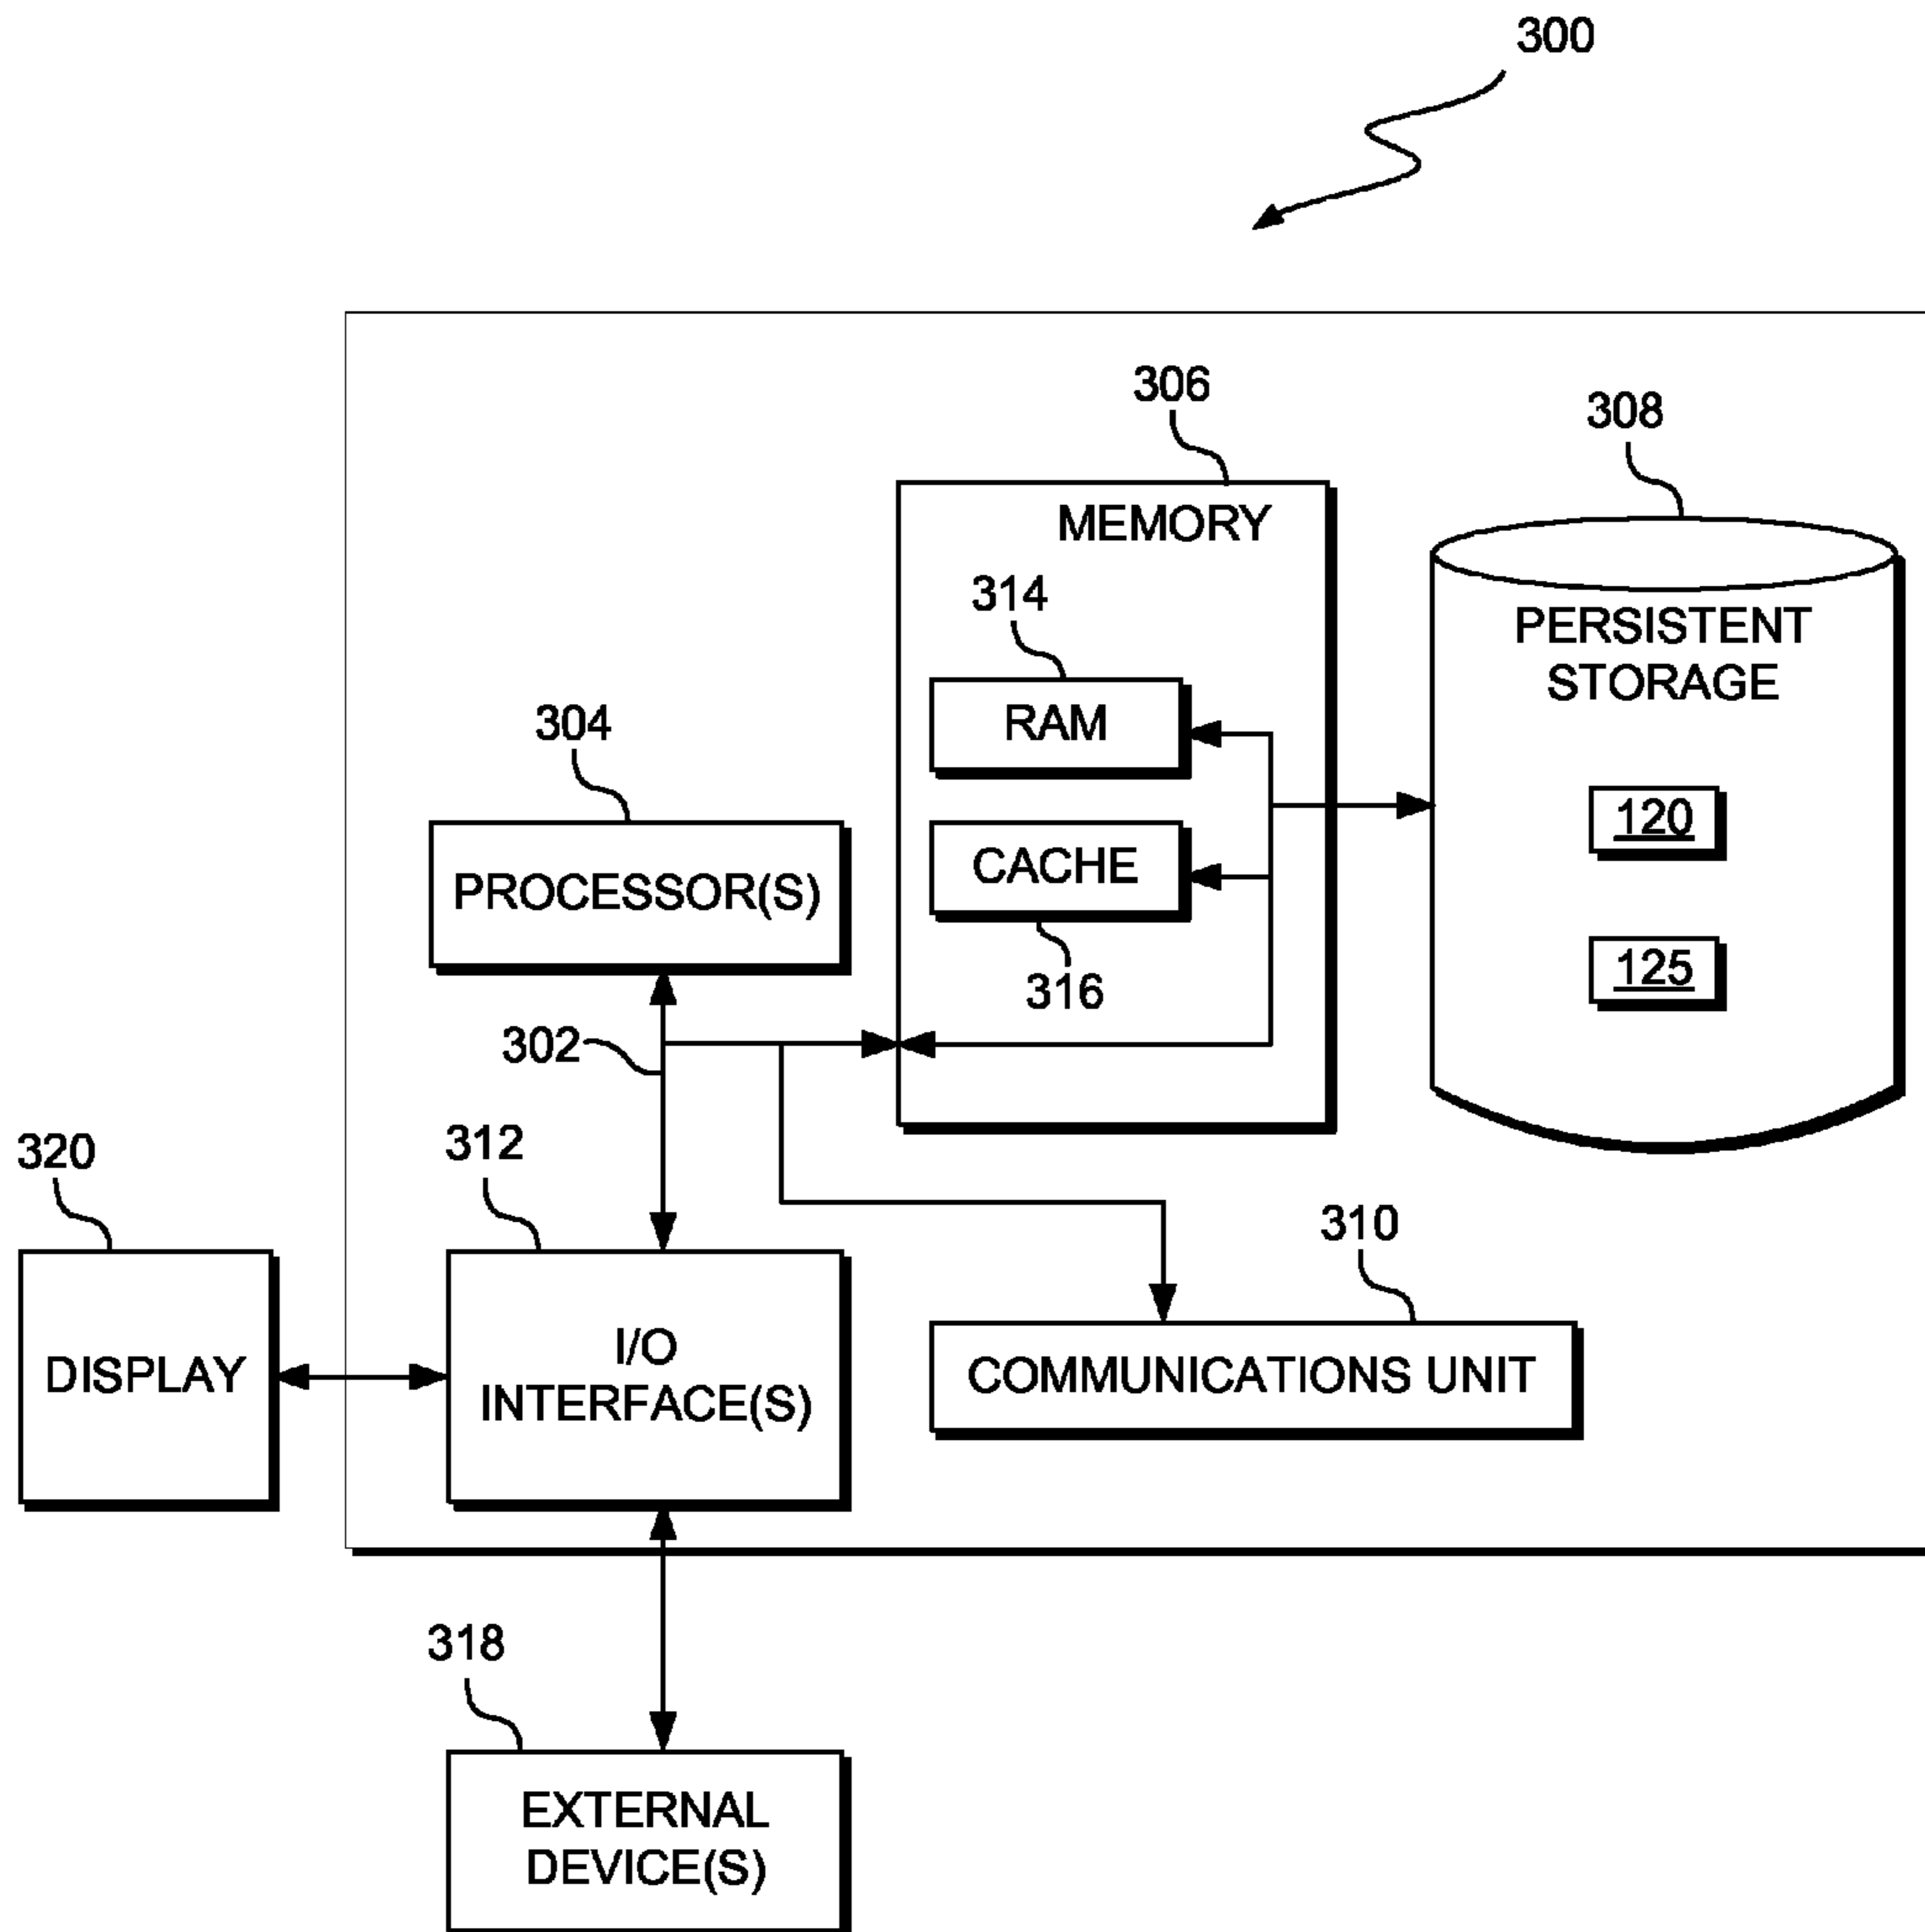 300
306
308
MEMORY
314
PERSISTENT
STORAGE
RAM
304
120
CACHE
PROCESSOR(S)
125
316
302
320
312
310
I/O
INTERFACE(S)
DISPLAY
COMMUNICATIONS UNIT
318
EXTERNAL
DEVICE(S)